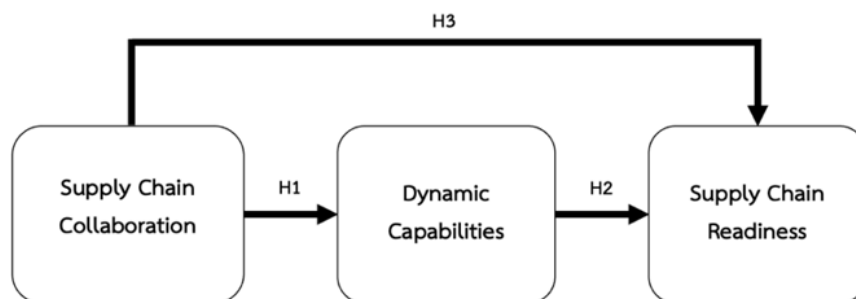 H3
Supply Chain
Collaboration
H1
Dynamic
Capabilities
H2
Supply Chain
Readiness